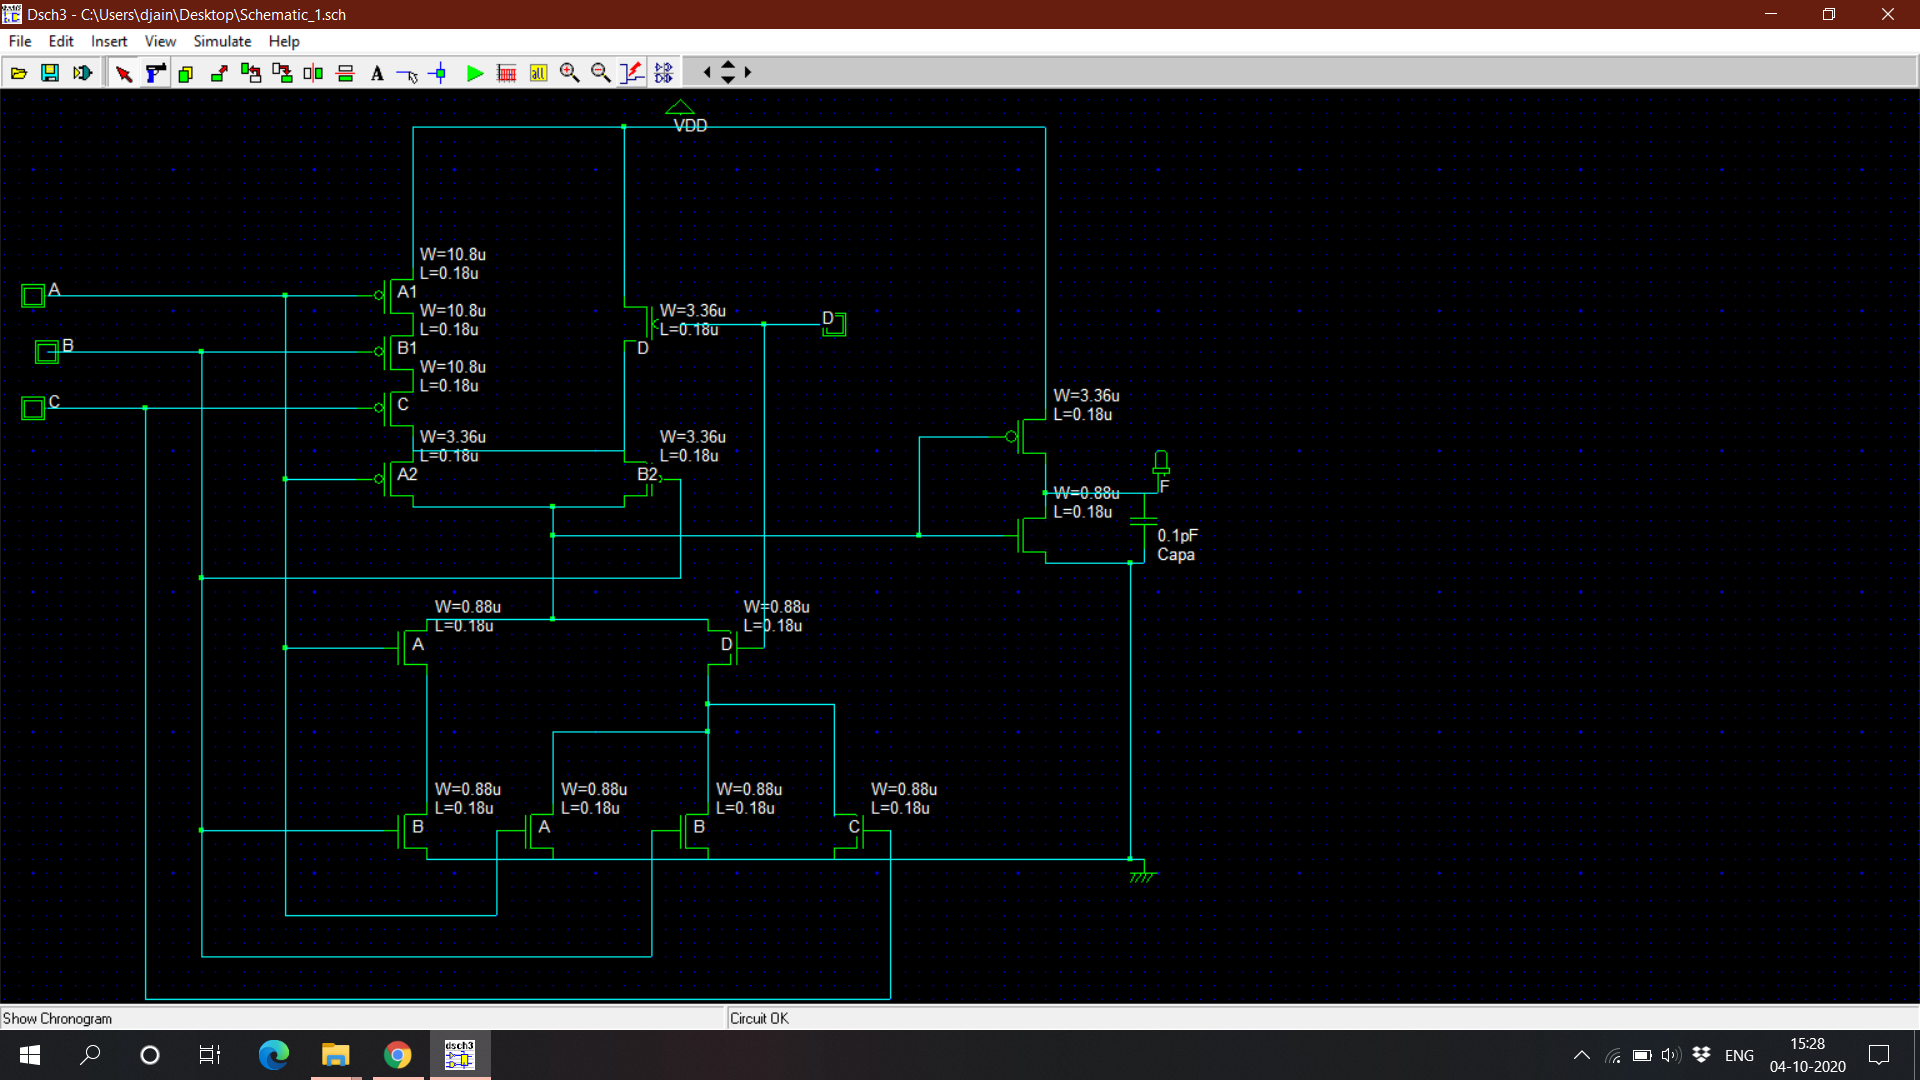 Dsch3 - C:\Users\djain\Desktop\Schematic_1.sch
File Edit Insert View Simulate Help
A
all
VDD
W=10.8u
L=0.18u
A
A1
W=10.8u
L=0.18u
W=3.36u
L=0.18u
D
B
B1
D
W=10.8u
L=0.18u
C
C
W=3.36u
L=0.18u
W=3.36u
L=0.18u
W=3.36u
L=0.18u
A2
B2
W=0.88u
L=0.18u
F
0.1pF
Capa
W=0.88u
L=0.18u
W=0.88u
L=0.18u
A
D
W=0.88u
L=0.18u
W=0.88u
L=0.18u
W=0.88u
L=0.18u
W=0.88u
L=0.18u
B
A
B
C
Show Chronogram
Circuit OK
dsch3
ENG
15:28
04-10-2020